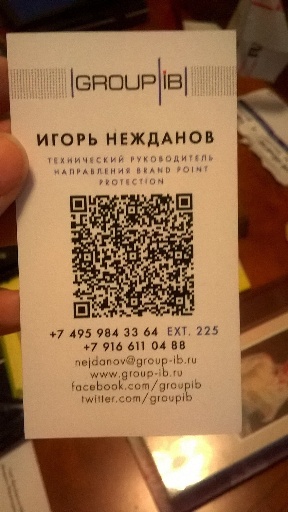 GROUP|iB|
ИГОРЬ НЕЖДАНОВ
ТЕХНИЧЕСКИЙ РУКОВОДИТЕЛЬ
НАПРАВЛЕНИЯ BRAND POINT
PROTECTION
+7 495 984 33 64 EXT. 225
+7 916 611 04 88
nejdanov@group-ib.ru
www.group-ib.ru
facebook.com/groupib
twitter.com/groupib